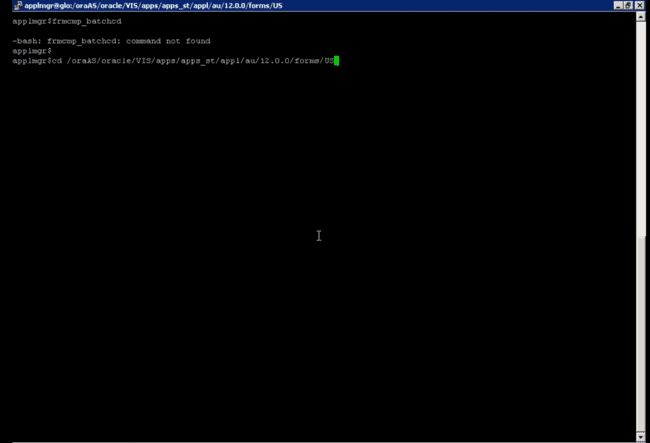 applmgr@glo:/oraAS/oracle/VIS/apps/apps_st/appl/au/12.0.0/forms/US
applmgr$frmcmp_batchcd
-bash: frmcmp_batchcd: command not found
applmgr$
applmgr$cd /oraAS/oracle/VIS/apps/apps_st/appl/au/12.0.0/forms/US